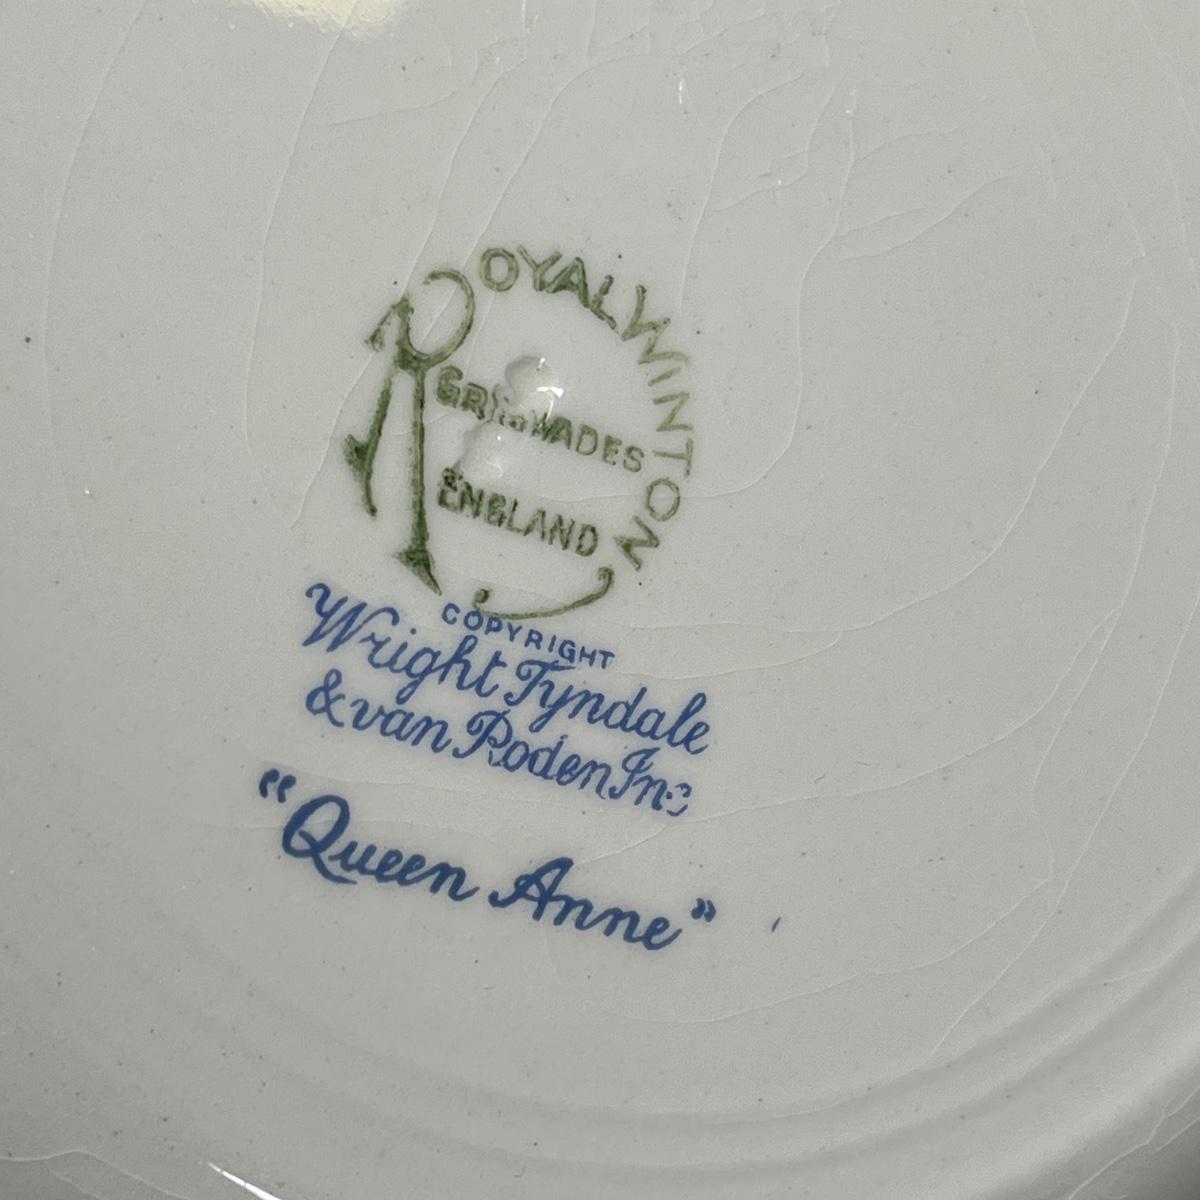 ROYAL WINTON
GRIMWADES
ENGLAND
COPYRIGHT
Wright Tyndale
& van Roden Inc
"Queen Anne"